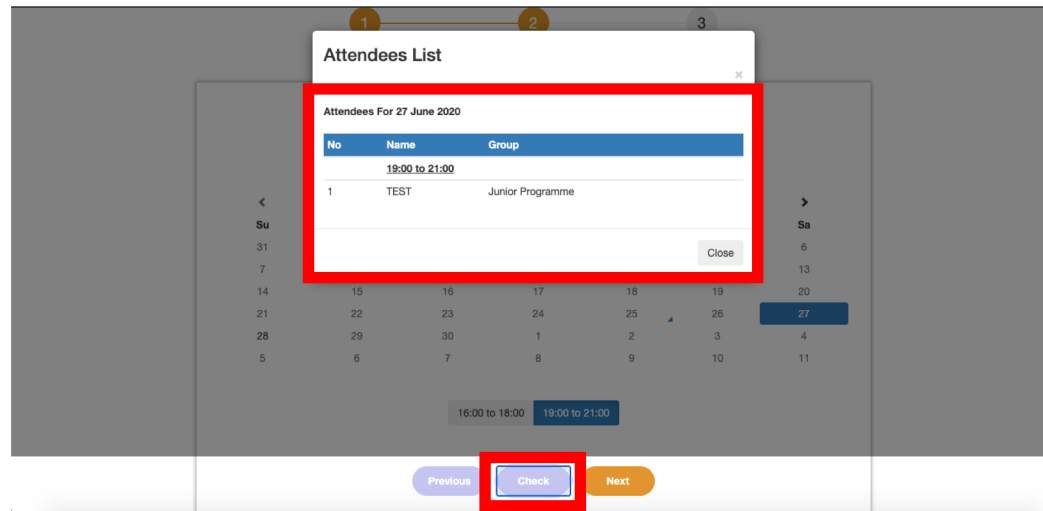 1 2 3
Attendees List
×
Attendees For 27 June 2020
No Name Group
19:00 to 21:00
1 TEST Junior Programme
Close
Su Sa
31 6
7 13
14 15 16 17 18 19 20
21 22 23 24 25 26 27
28 29 30 1 2 3 4
5 6 7 8 9 10 11
16:00 to 18:00 19:00 to 21:00
Previous Check Next